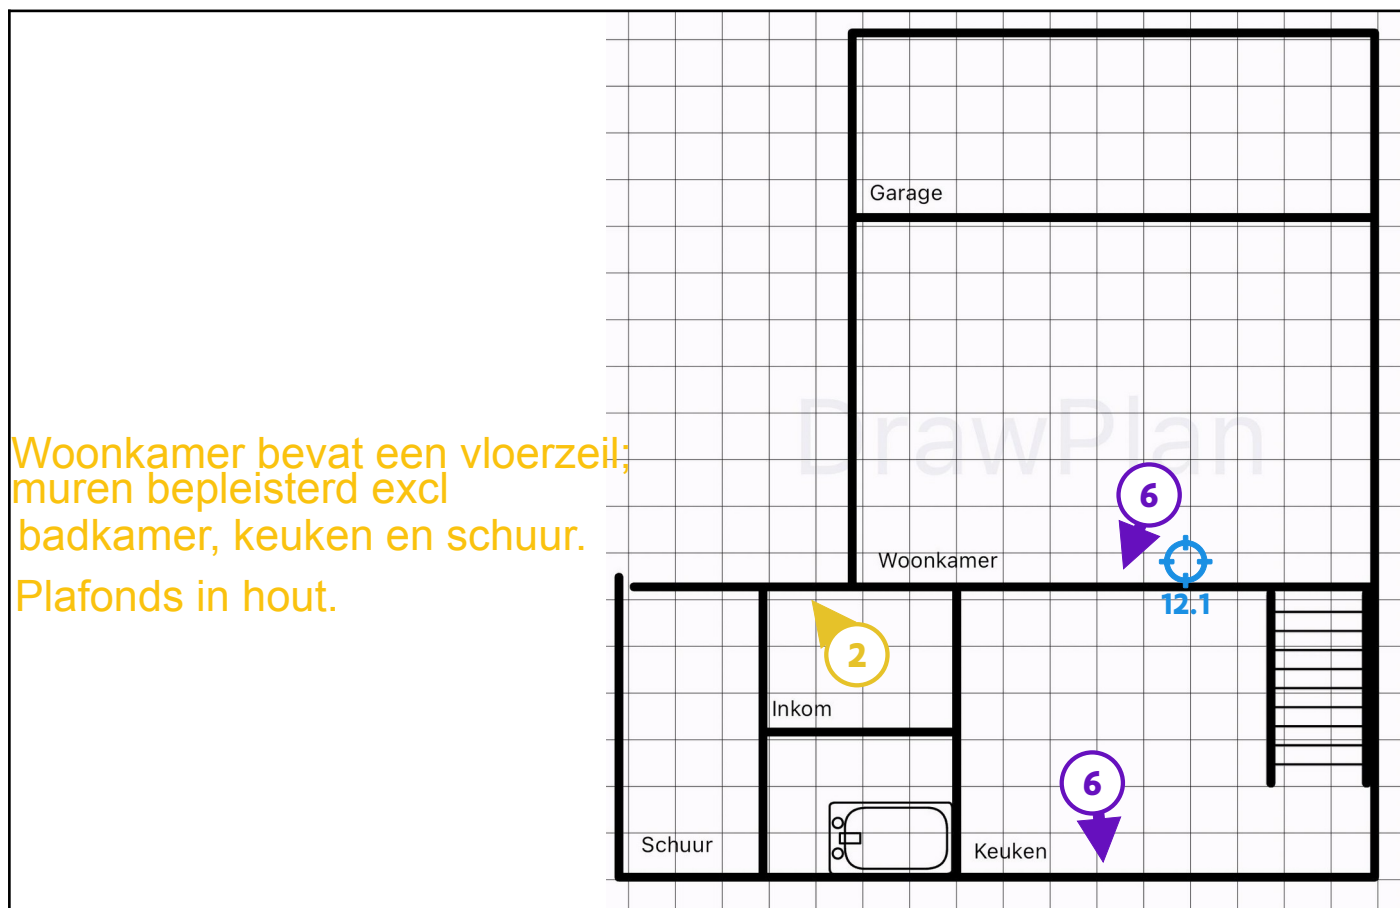 Garage
DrawPlan
Woonkamer bevat een vloerzeil;
muren bepleisterd excl
badkamer, keuken en schuur.
Plafonds in hout.
6
Woonkamer
12.1
2
Inkom
6
Schuur
Keuken